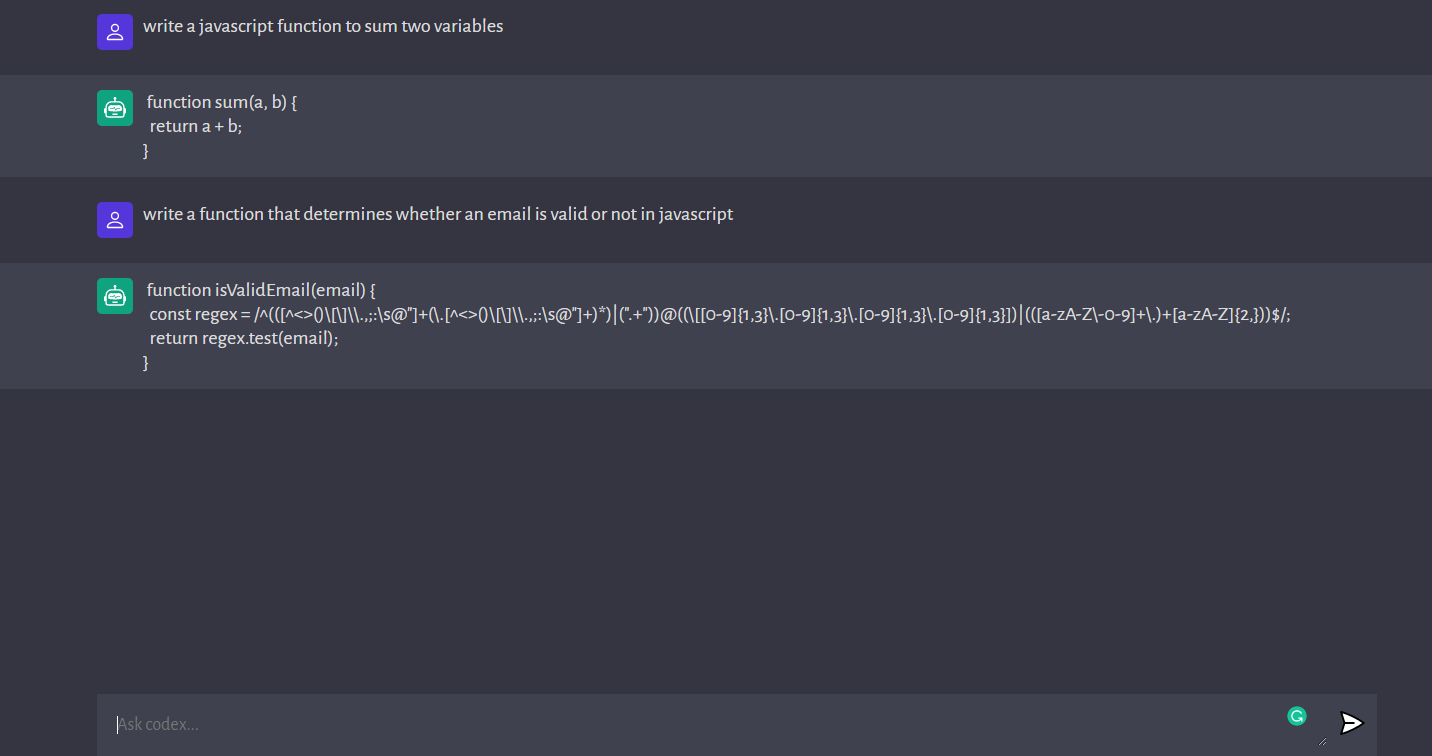 write a javascript function to sum two variables
function sum(a, b) {
return a + b;
}
write a function that determines whether an email is valid or not in javascript
function isValidEmail(email) {
const regex = /^(([^<>()\[\]\\.,;:\s@"]+(\.[^<>()\[\]\\.,;:\s@"]+)*)|(".+"))@((\[[0-9]{1,3}\.[0-9]{1,3}\.[0-9]{1,3}\.[0-9]{1,3}])|(([a-zA-Z\-0-9]+\.)+[a-zA-Z]{2,}))$/;
return regex.test(email);
}
Ask codex...